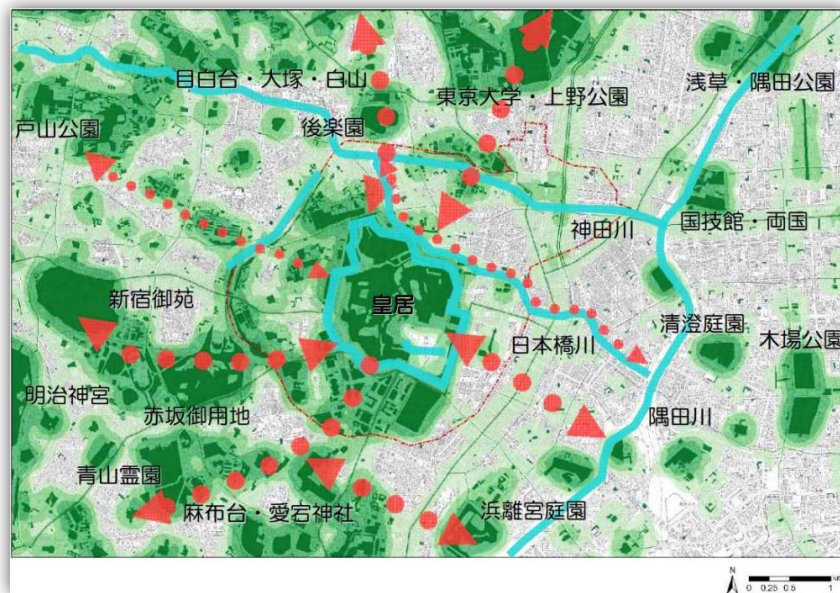 目白台・大塚・白山
東京大学・上野公園
浅草・隅田公園
戸山公園
後楽園
神田川
国技館・両国
新宿御苑
皇居
清澄庭園
日本橋川
木場公園
明治神宮
赤坂御用地
隅田川
青山霊園
麻布台・愛宕神社
浜離宮庭園
N
0 0.25 0.5 1